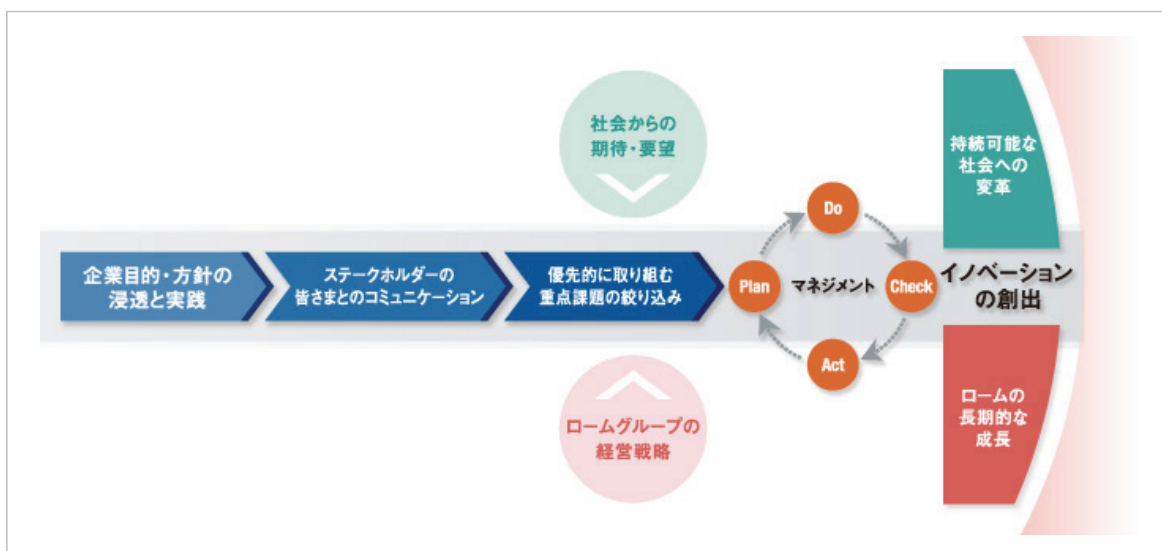 社会からの
期待・要望
持続可能な
社会への
変革
Do
企業目的・方針の
浸透と実践
ステークホルダーの
皆さまとのコミュニケーション
優先的に取り組む
重点課題の絞り込み
Plan
マネジメント
Check
イノベーション
の創出
Act
ロームグループの
経営戦略
ロームの
長期的な
成長